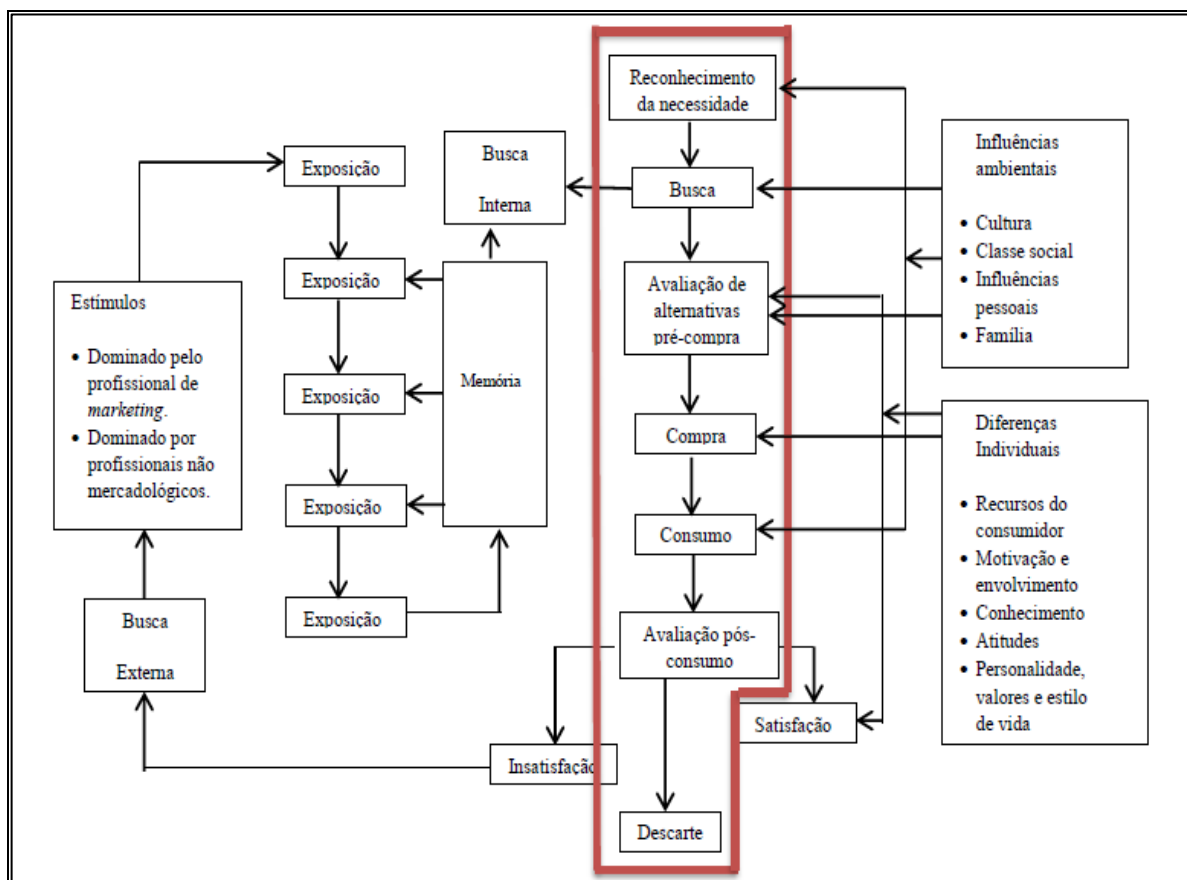 Reconhecimento
da necessidade
Busca
Avaliação de
alternativas
pré-compra
Compra
Consumo
Avaliação pós-
consumo
Descarte
Insatisfação
Satisfação
Busca
Interna
Memória
Exposição
Exposição
Exposição
Exposição
Exposição
Estímulos
• Dominado pelo
profissional de
marketing.
• Dominado por
profissionais não
mercadológicos.
Busca
Externa
Influências
ambientais
• Cultura
• Classe social
• Influências
pessoais
• Família
Diferenças
Individuais
• Recursos do
consumidor
• Motivação e
envolvimento
• Conhecimento
• Atitudes
• Personalidade,
valores e estilo
de vida